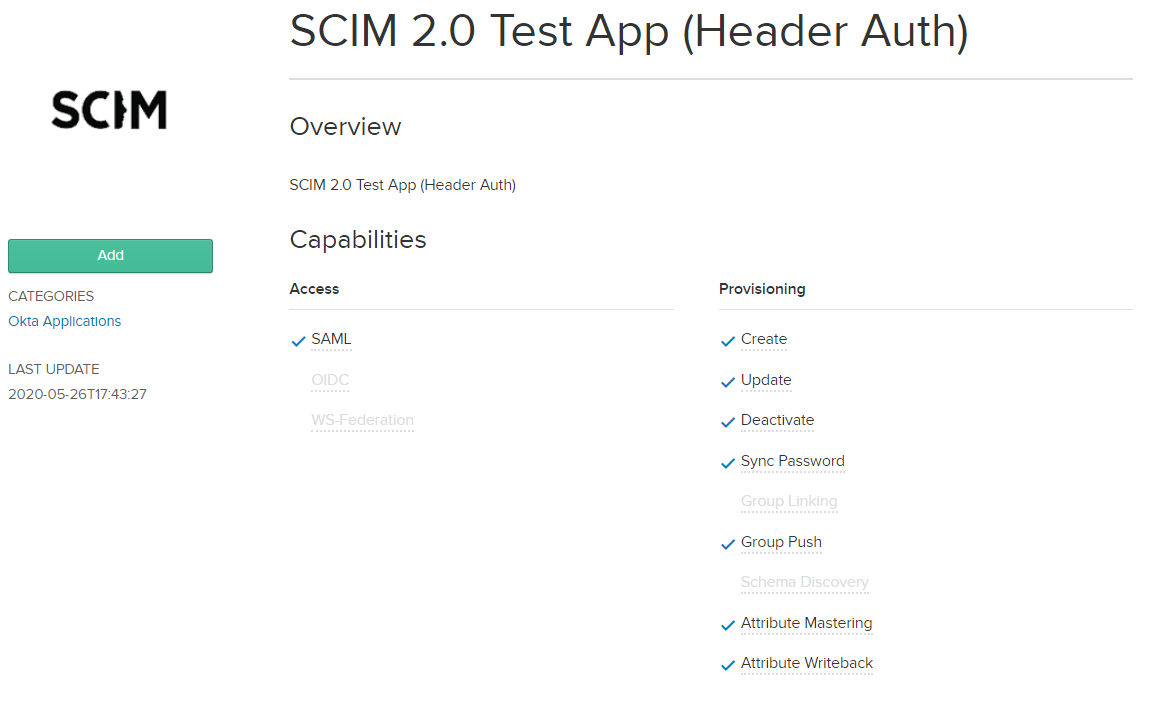 SCIM 2.0 Test App (Header Auth)
SCIM
Overview
SCIM 2.0 Test App (Header Auth)
Add
CATEGORIES
Okta Applications
LAST UPDATE
2020-05-26T17:43:27
Capabilities
Access
SAML
OIDC
WS-Federation
Provisioning
Create
Update
Deactivate
Sync Password
Group Linking
Group Push
Schema Discovery
Attribute Mastering
Attribute Writeback